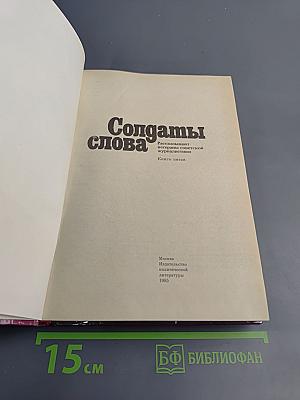 Солдаты
слова
Рассказывают
ветераны советской
журналистики
Книга пятая
Москва
Издательство
политической
литературы
1985
15 см
БФ БИБЛИОФАН